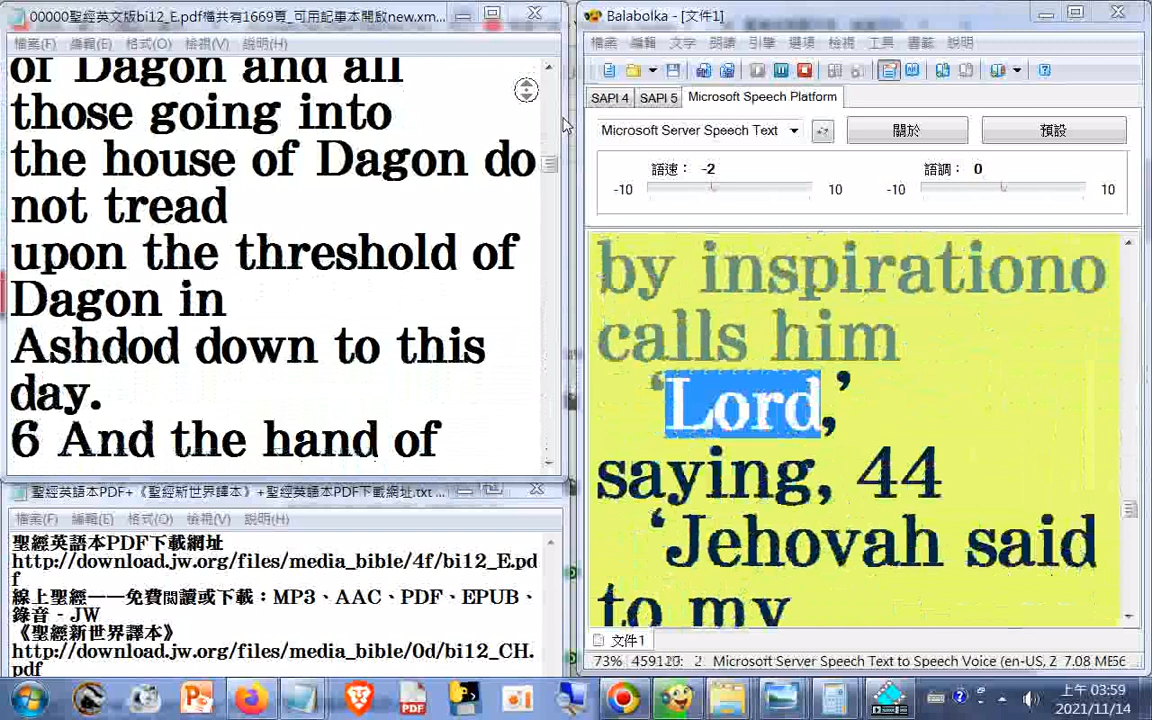 00000聖經英文版bi12_E.pdf檔共有1669頁_可用記事本開啟new.xm...
檔案(F) 編輯(E) 格式(O) 檢視(V) 說明(H)
of Dagon and all
those going into
the house of Dagon do
not tread
upon the threshold of
Dagon in
Ashdod down to this
day.
6 And the hand of
聖經英語本PDF+《聖經新世界譯本》+聖經英語本PDF下載網址.txt ...
檔案(F) 編輯(E) 格式(O) 檢視(V) 說明(H)
聖經英語本PDF下載網址
http://download.jw.org/files/media_bible/4f/bi12_E.pd
f
線上聖經——免費閱讀或下載：MP3、AAC、PDF、EPUB、
錄音 - JW
《聖經新世界譯本》
http://download.jw.org/files/media_bible/0d/bi12_CH.
pdf
Balabolka - [文件1]
檔案 編輯 文字 朗讀 引擎 選項 檢視 工具 書籤 說明
SAPI 4 SAPI 5 Microsoft Speech Platform
Microsoft Server Speech Text 關於 預設
語速： -2 語調： 0
-10 10 -10 10
by inspirationo
calls him
‘Lord,’
saying, 44
‘Jehovah said
to my
文件1
73% 459120: 2 Microsoft Server Speech Text to Speech Voice (en-US, 2 7.08 ME56
上午 03:59
2021/11/14